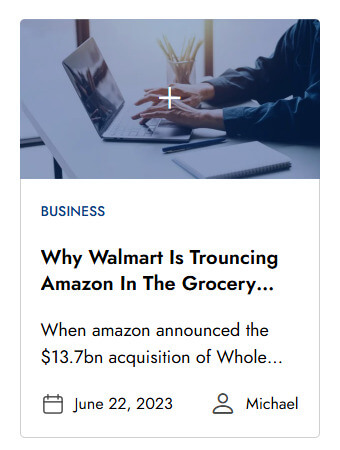 BUSINESS
Why Walmart Is Trouncing
Amazon In The Grocery...
When amazon announced the
$13.7bn acquisition of Whole...
June 22, 2023 Michael